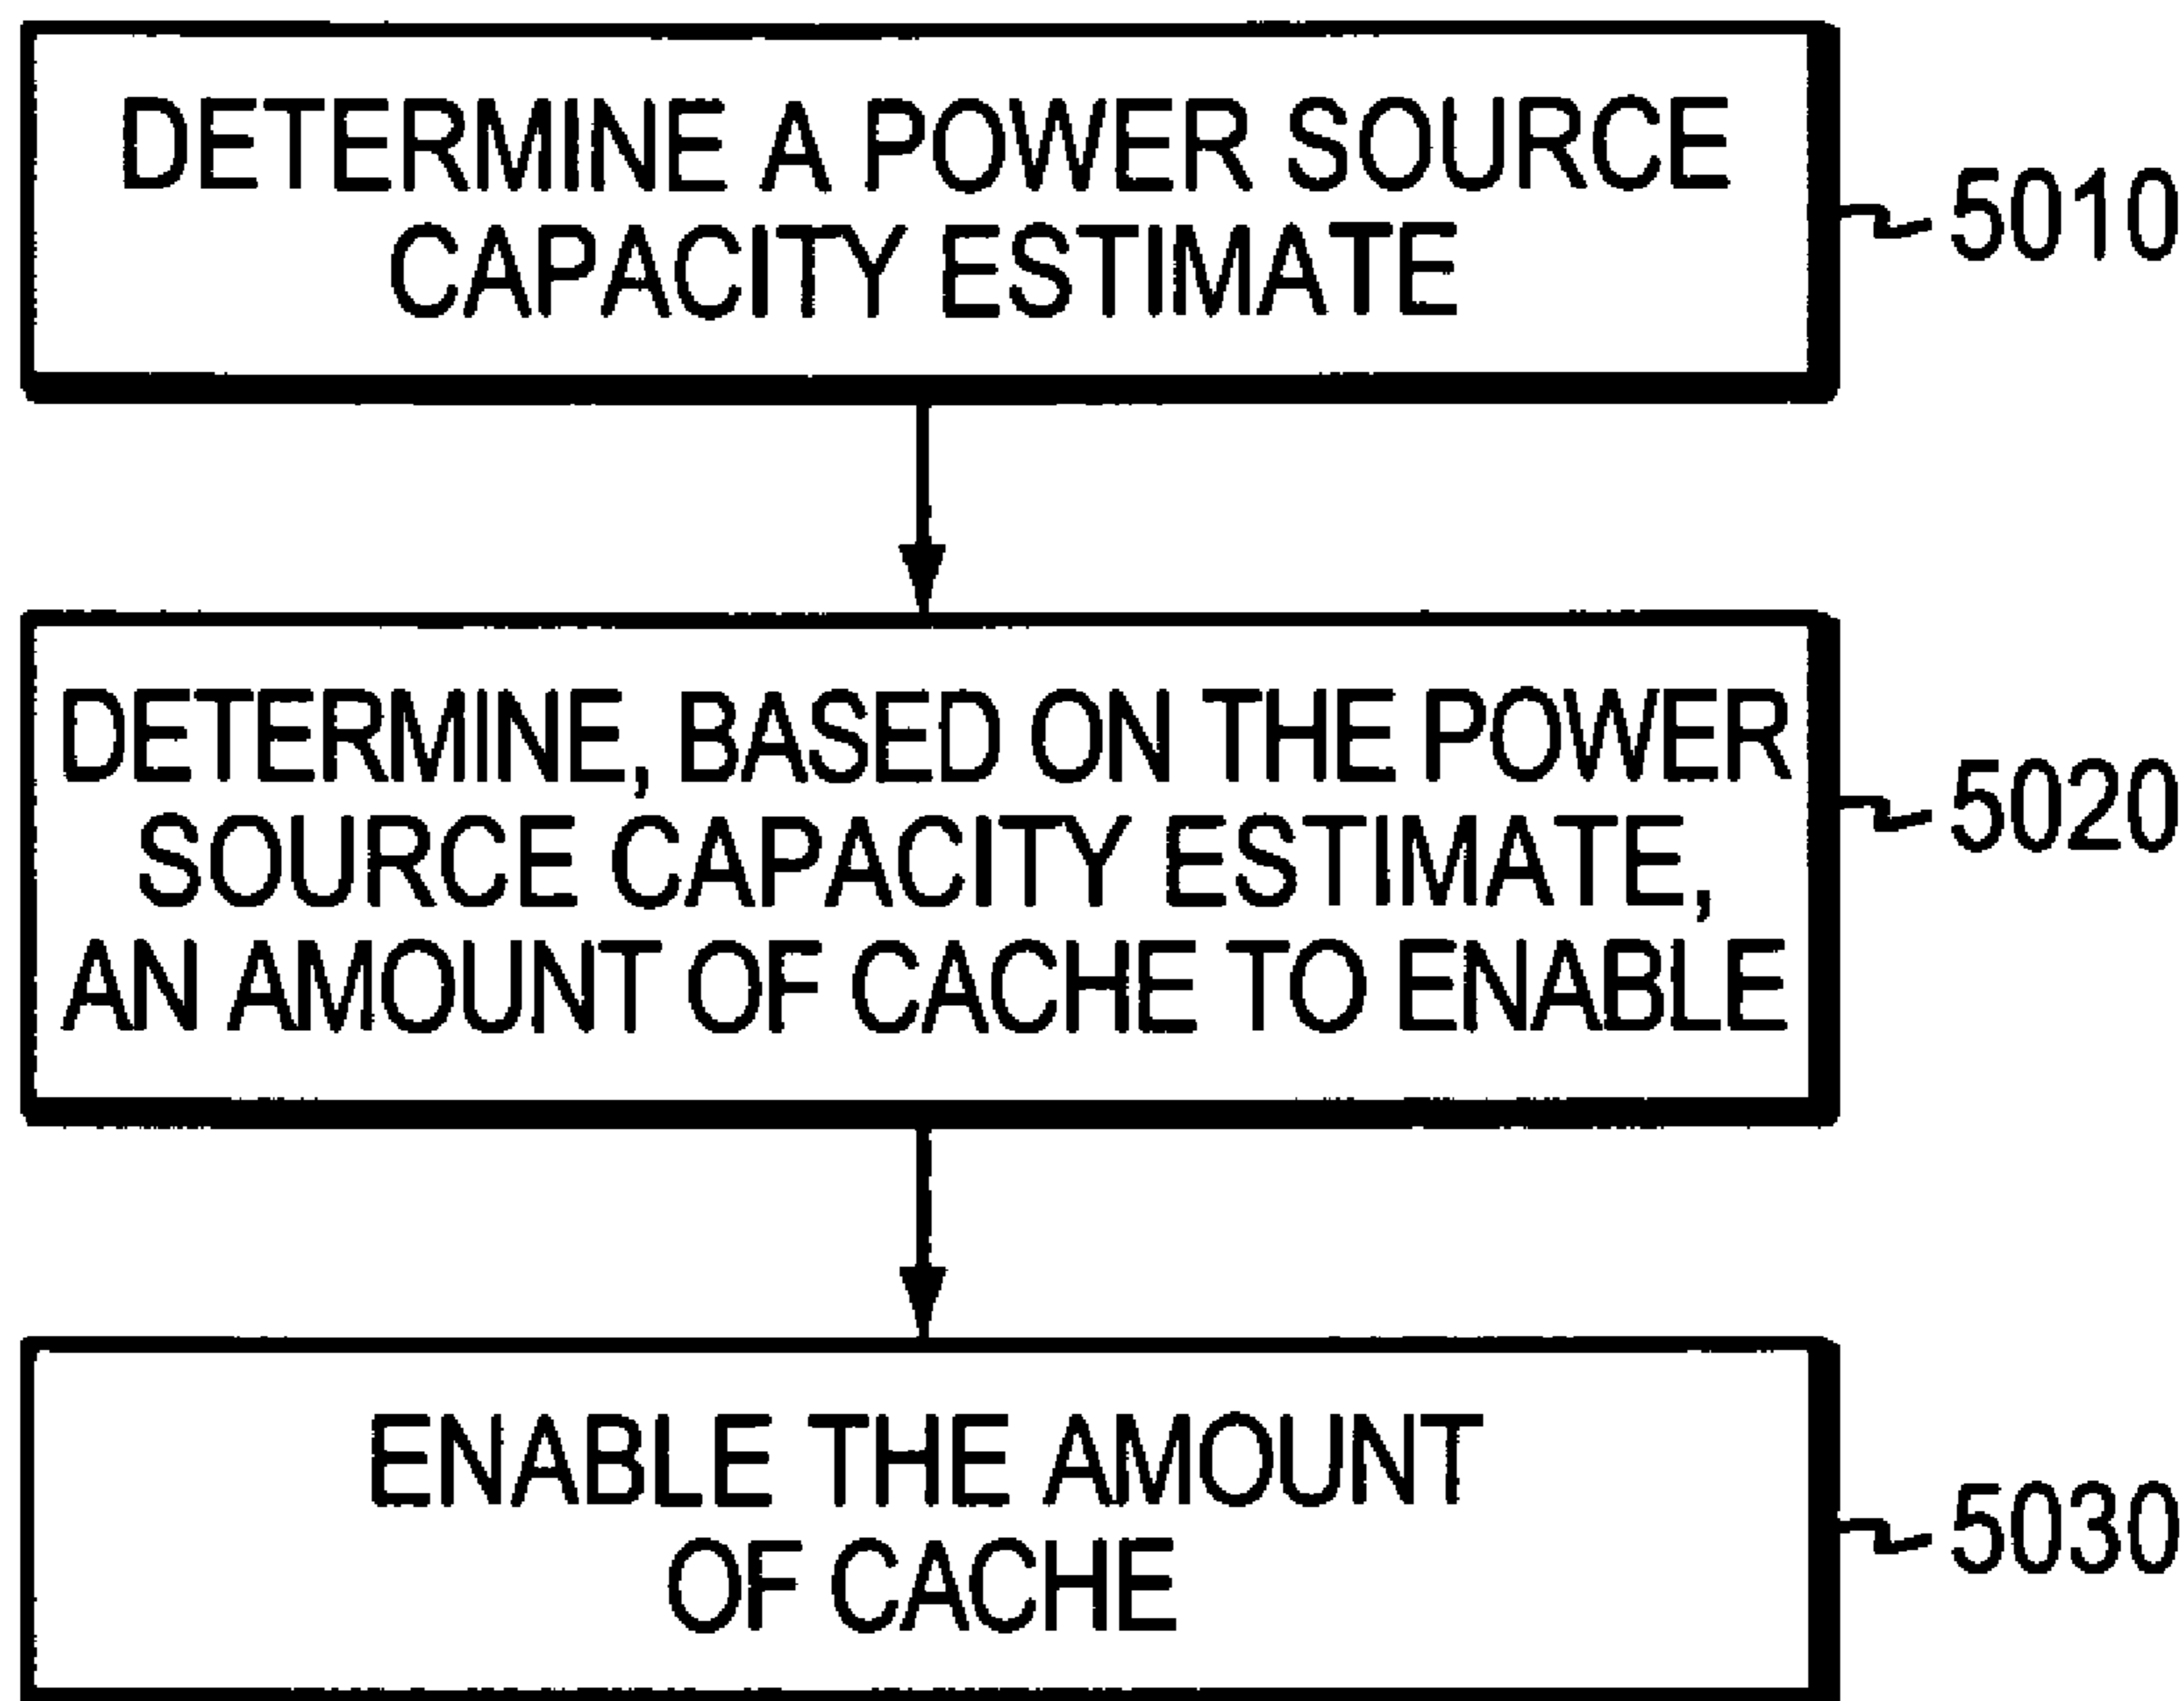 DETERMINE A POWER SOURCE
CAPACITY ESTIMATE
5010
DETERMINE, BASED ON THE POWER
SOURCE CAPACITY ESTIMATE,
AN AMOUNT OF CACHE TO ENABLE
5020
ENABLE THE AMOUNT
OF CACHE
5030